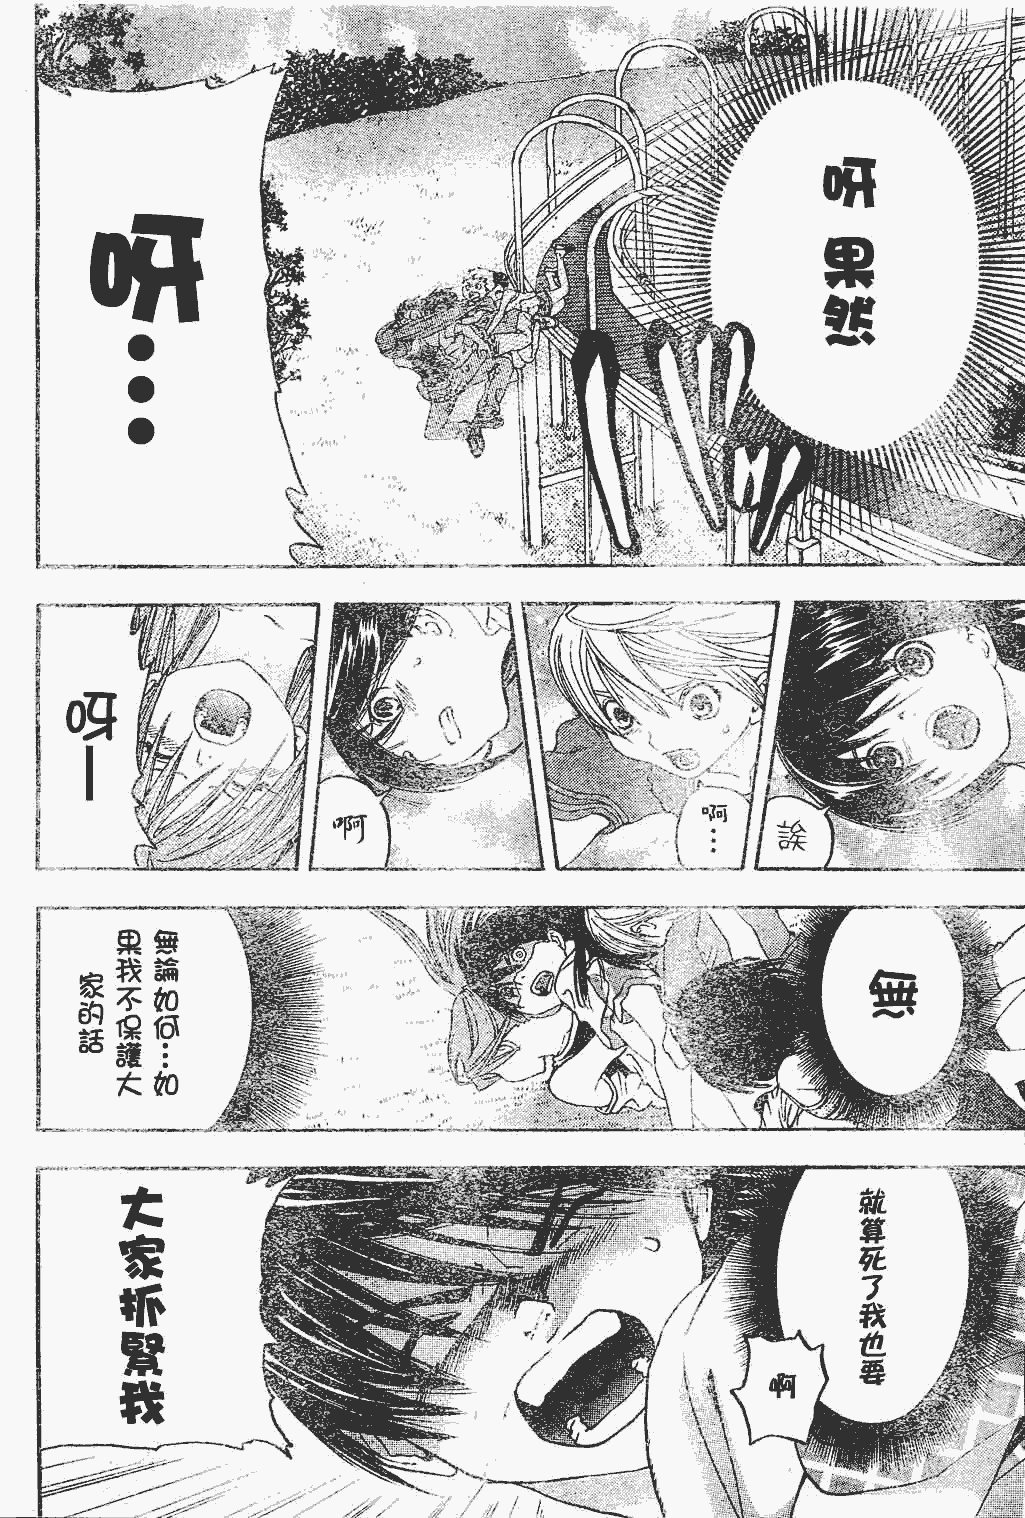 呀 果然
呀…
誒
啊…
啊
呀—
無~
無論如何…如
果我不保護大
家的話
就算死了我也要
啊
大家抓緊我